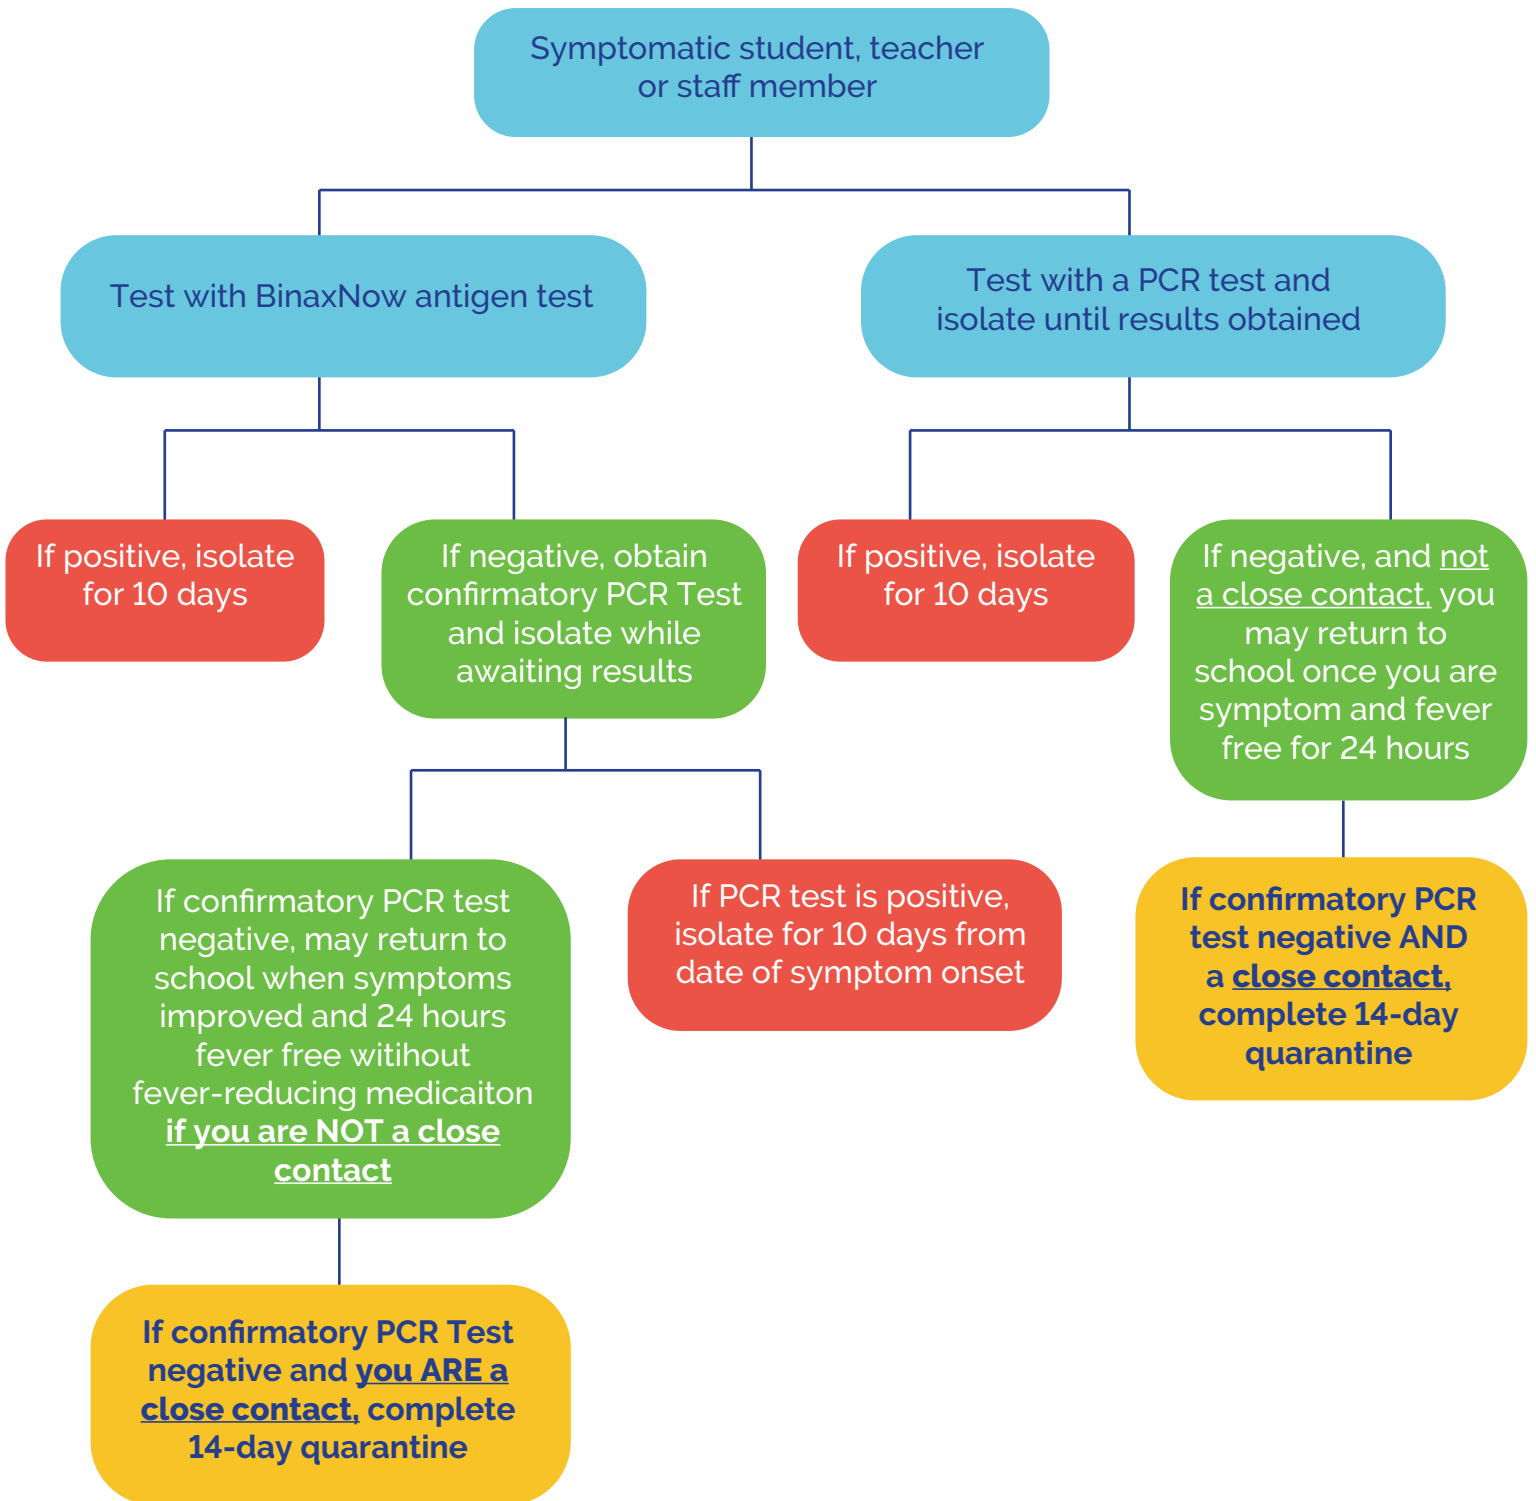 Symptomatic student, teacher
or staff member
Test with BinaxNow antigen test
Test with a PCR test and
isolate until results obtained
If positive, isolate
for 10 days
If negative, obtain
confirmatory PCR Test
and isolate while
awaiting results
If positive, isolate
for 10 days
If negative, and not
a close contact, you
may return to
school once you are
symptom and fever
free for 24 hours
If confirmatory PCR test
negative, may return to
school when symptoms
improved and 24 hours
fever free witihout
fever-reducing medicaiton
if you are NOT a close
contact
If PCR test is positive,
isolate for 10 days from
date of symptom onset
If confirmatory PCR
test negative AND
a close contact,
complete 14-day
quarantine
If confirmatory PCR Test
negative and you ARE a
close contact, complete
14-day quarantine